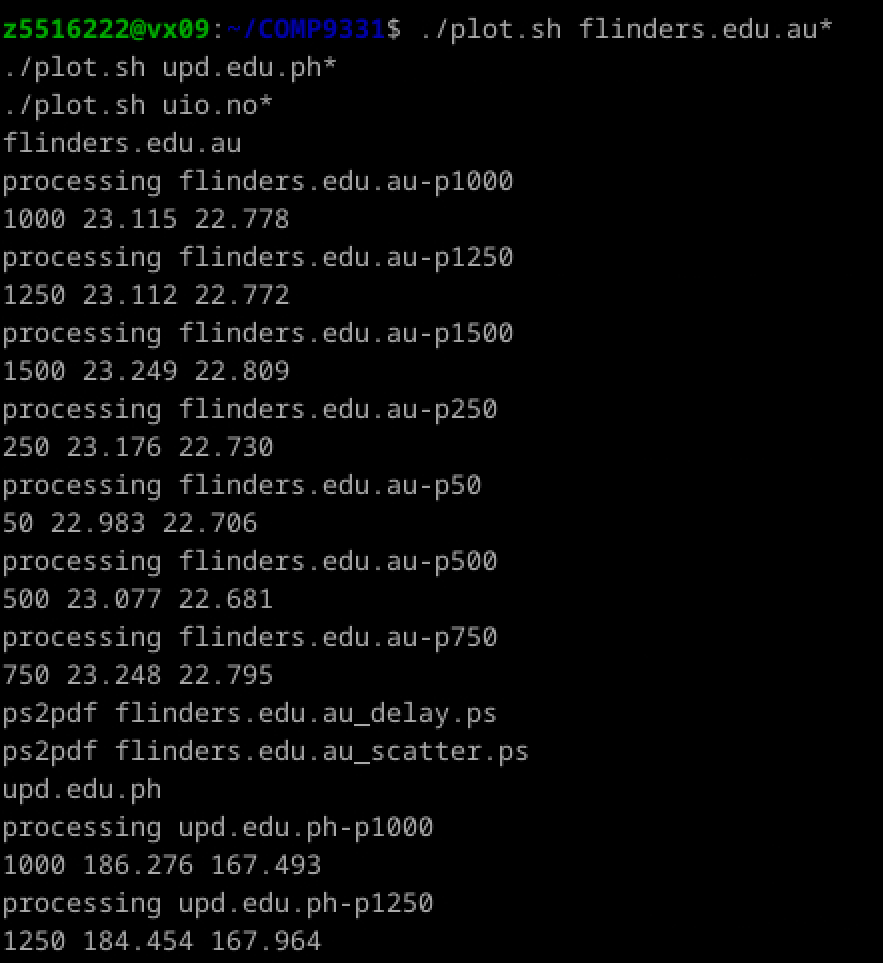 z5516222@vx09:~/COMP9331$ ./plot.sh flinders.edu.au*
./plot.sh upd.edu.ph*
./plot.sh uio.no*
flinders.edu.au
processing flinders.edu.au-p1000
1000 23.115 22.778
processing flinders.edu.au-p1250
1250 23.112 22.772
processing flinders.edu.au-p1500
1500 23.249 22.809
processing flinders.edu.au-p250
250 23.176 22.730
processing flinders.edu.au-p50
50 22.983 22.706
processing flinders.edu.au-p500
500 23.077 22.681
processing flinders.edu.au-p750
750 23.248 22.795
ps2pdf flinders.edu.au_delay.ps
ps2pdf flinders.edu.au_scatter.ps
upd.edu.ph
processing upd.edu.ph-p1000
1000 186.276 167.493
processing upd.edu.ph-p1250
1250 184.454 167.964